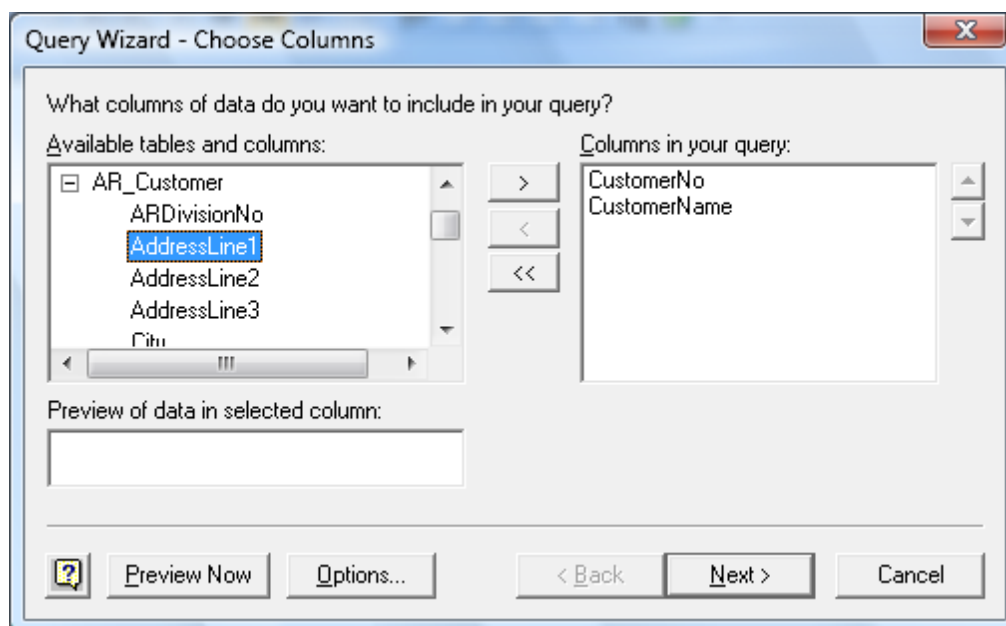 Query Wizard - Choose Columns
X
What columns of data do you want to include in your query?
Available tables and columns:
AR_Customer
ARDivisionNo
AddressLine1
AddressLine2
AddressLine3
City
>
<
<<
Columns in your query:
CustomerNo
CustomerName
Preview of data in selected column:
?
Preview Now
Options...
< Back
Next >
Cancel